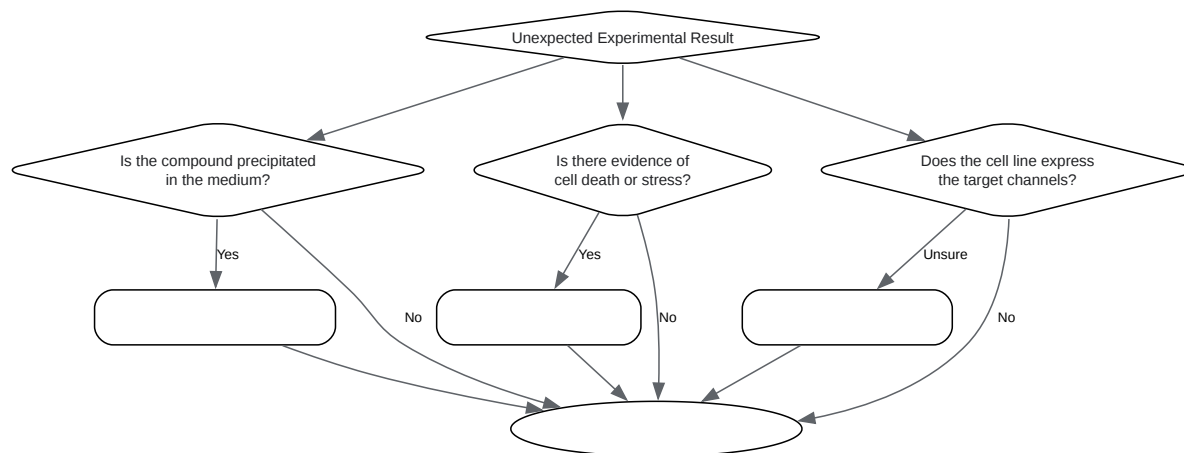 Unexpected Experimental Result
Is the compound precipitated
in the medium?
Is there evidence of
cell death or stress?
Does the cell line express
the target channels?
Yes
Yes
Unsure
No
No
No